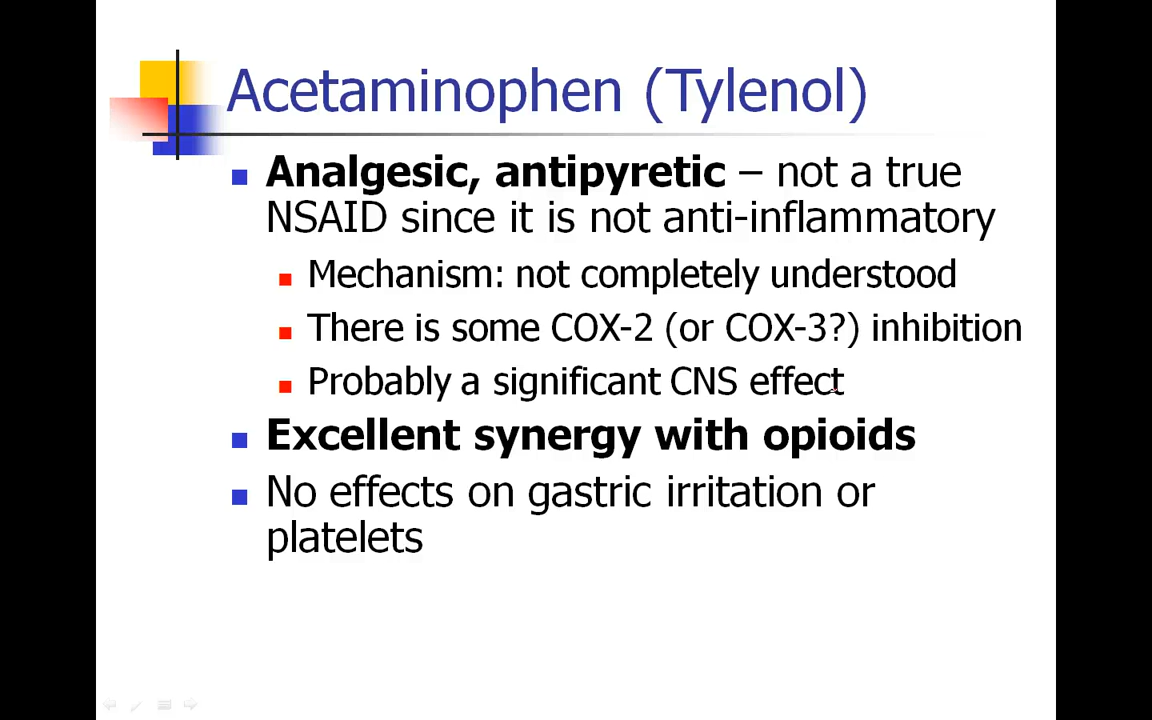 Acetaminophen (Tylenol)
Analgesic, antipyretic – not a true
NSAID since it is not anti-inflammatory
Mechanism: not completely understood
There is some COX-2 (or COX-3?) inhibition
Probably a significant CNS effect
Excellent synergy with opioids
No effects on gastric irritation or
platelets